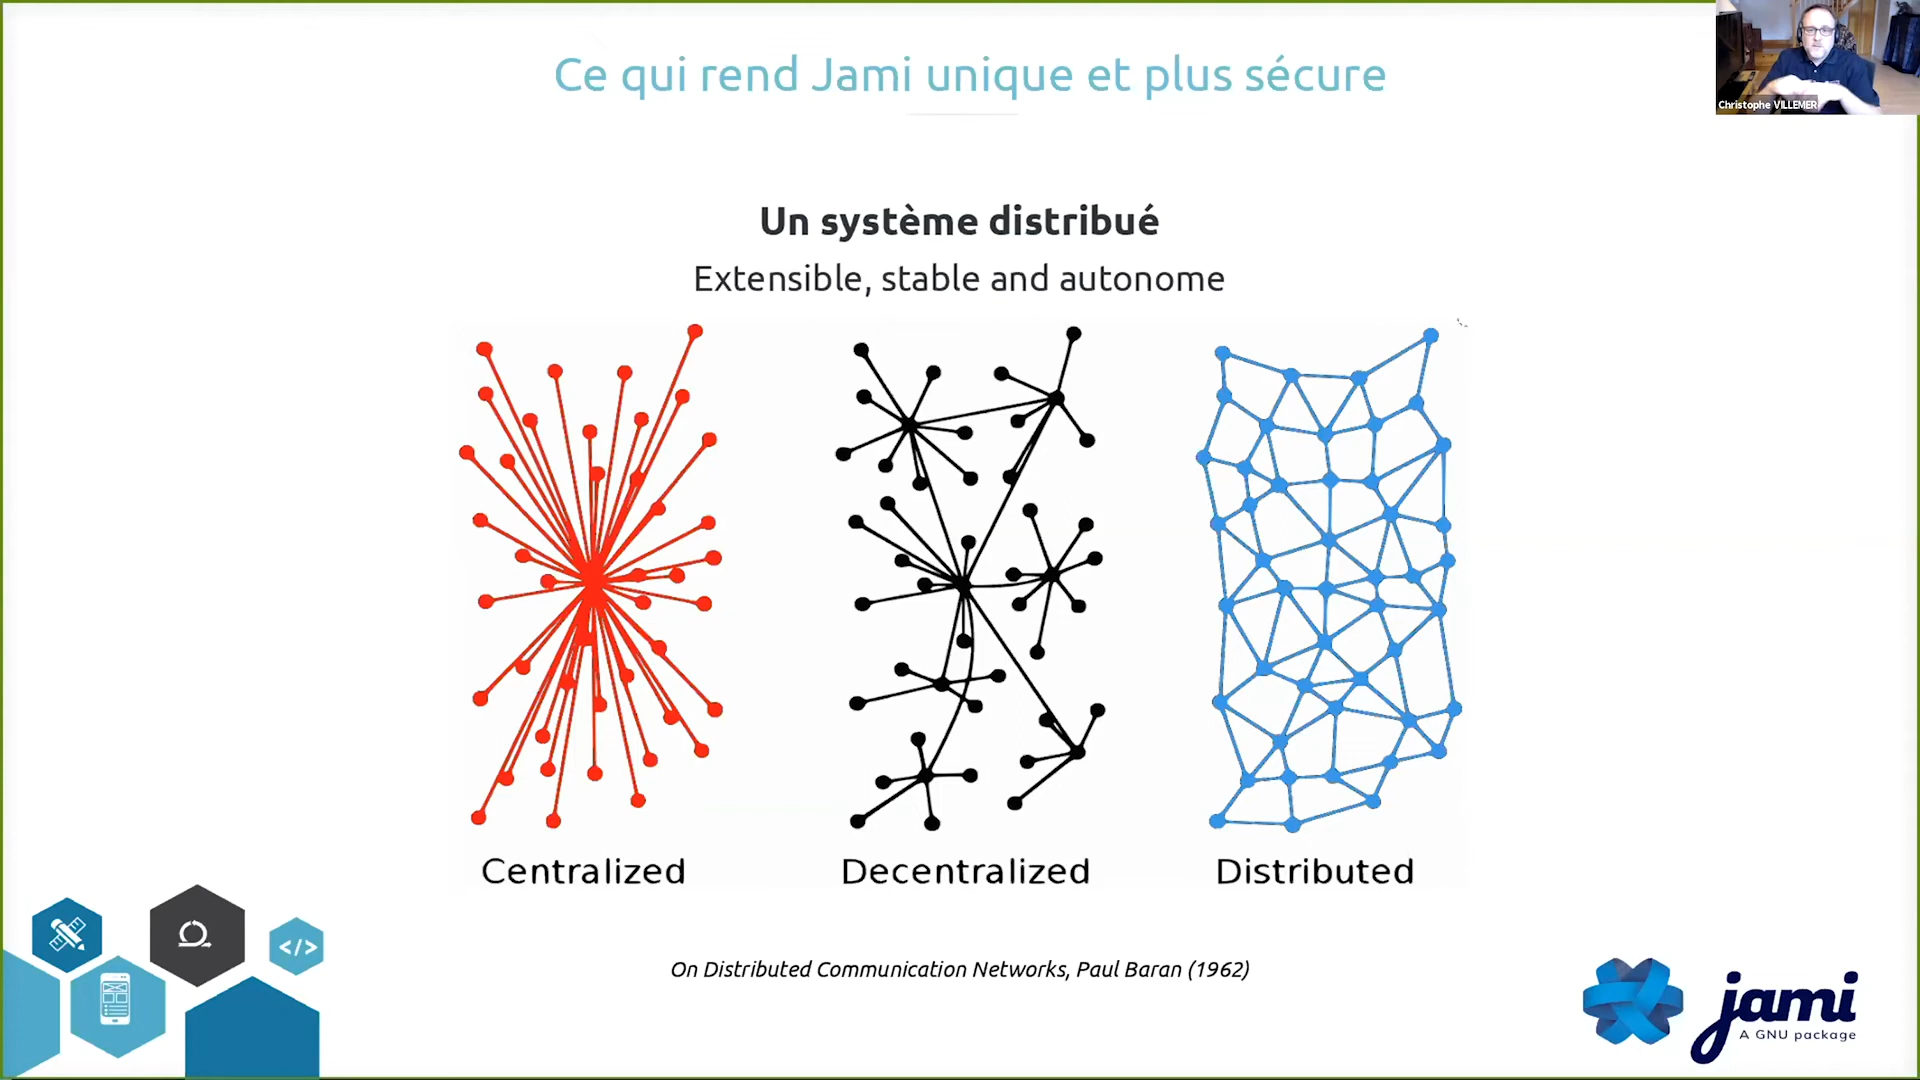 Ce qui rend Jami unique et plus sécure
Christophe VILLEMER
Un système distribué
Extensible, stable and autonome
Centralized
Decentralized
Distributed
</>
On Distributed Communication Networks, Paul Baran (1962)
jami
A GNU package